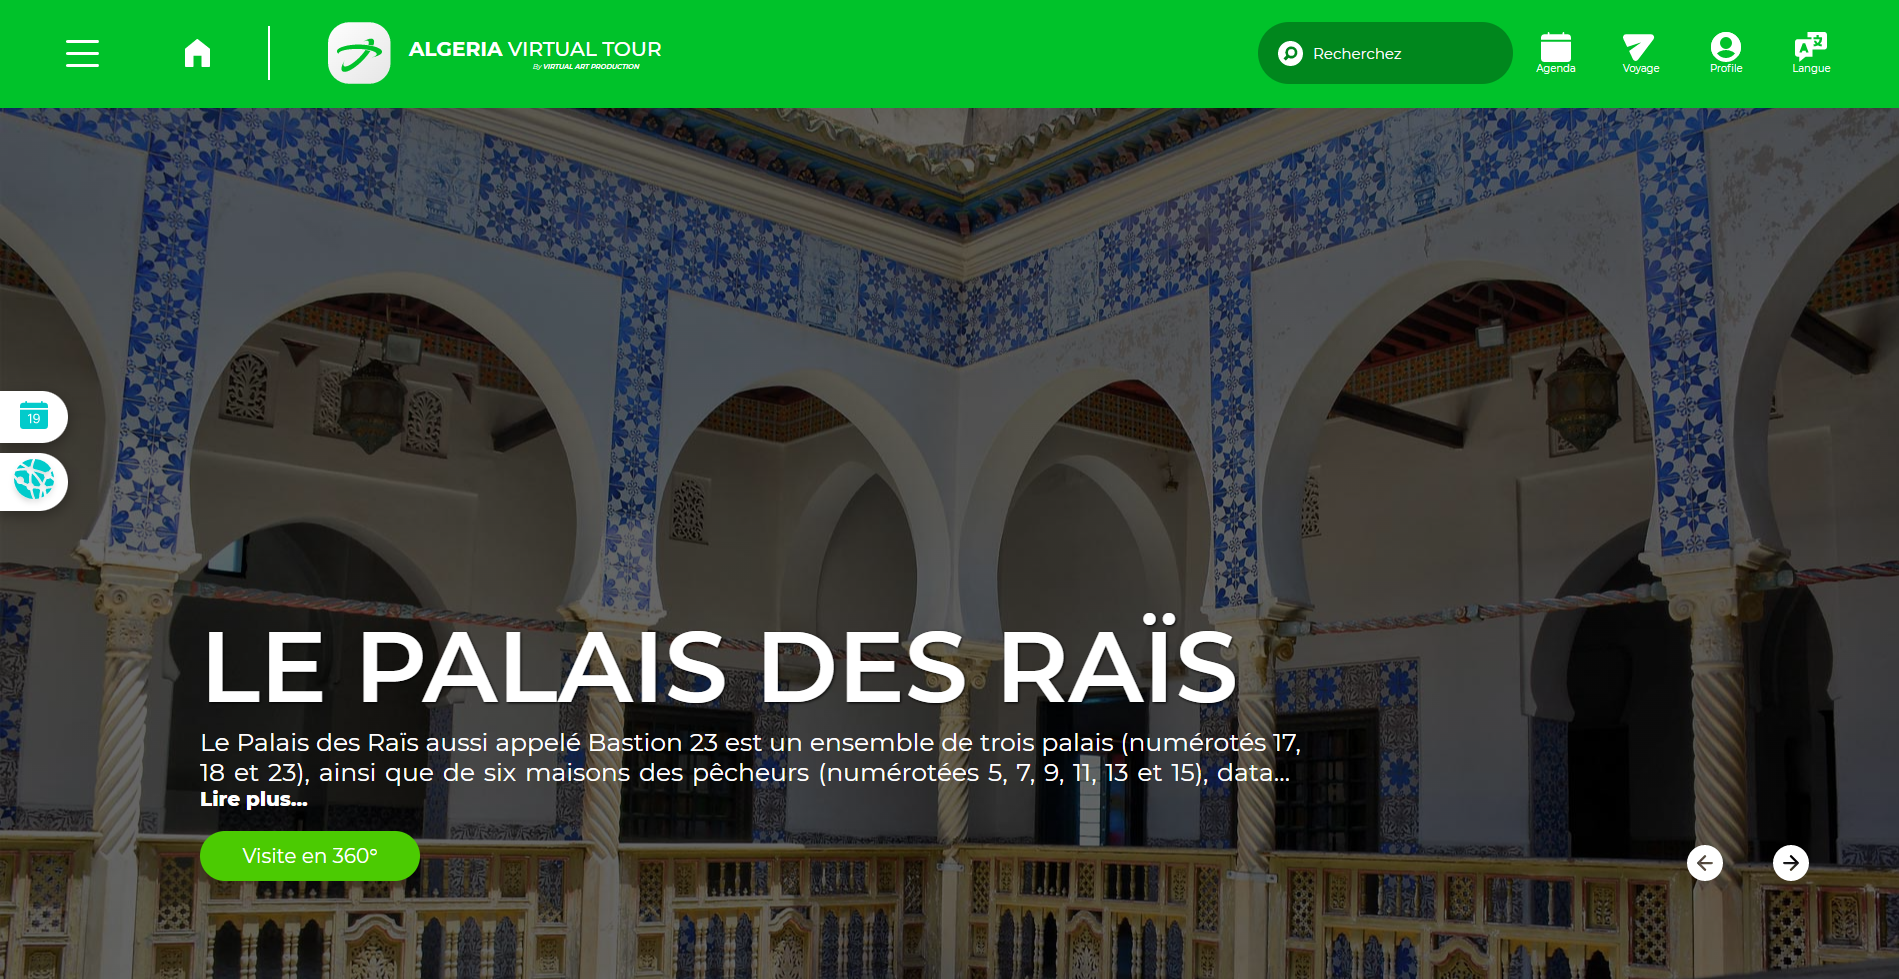 ALGERIA VIRTUAL TOUR
By VIRTUAL ART PRODUCTION
Recherchez
Agenda
Voyage
Profile
Langue
19
LE PALAIS DES RAÏS
Le Palais des Raïs aussi appelé Bastion 23 est un ensemble de trois palais (numérotés 17,
18 et 23), ainsi que de six maisons des pêcheurs (numérotées 5, 7, 9, 11, 13 et 15), data...
Lire plus...
Visite en 360°